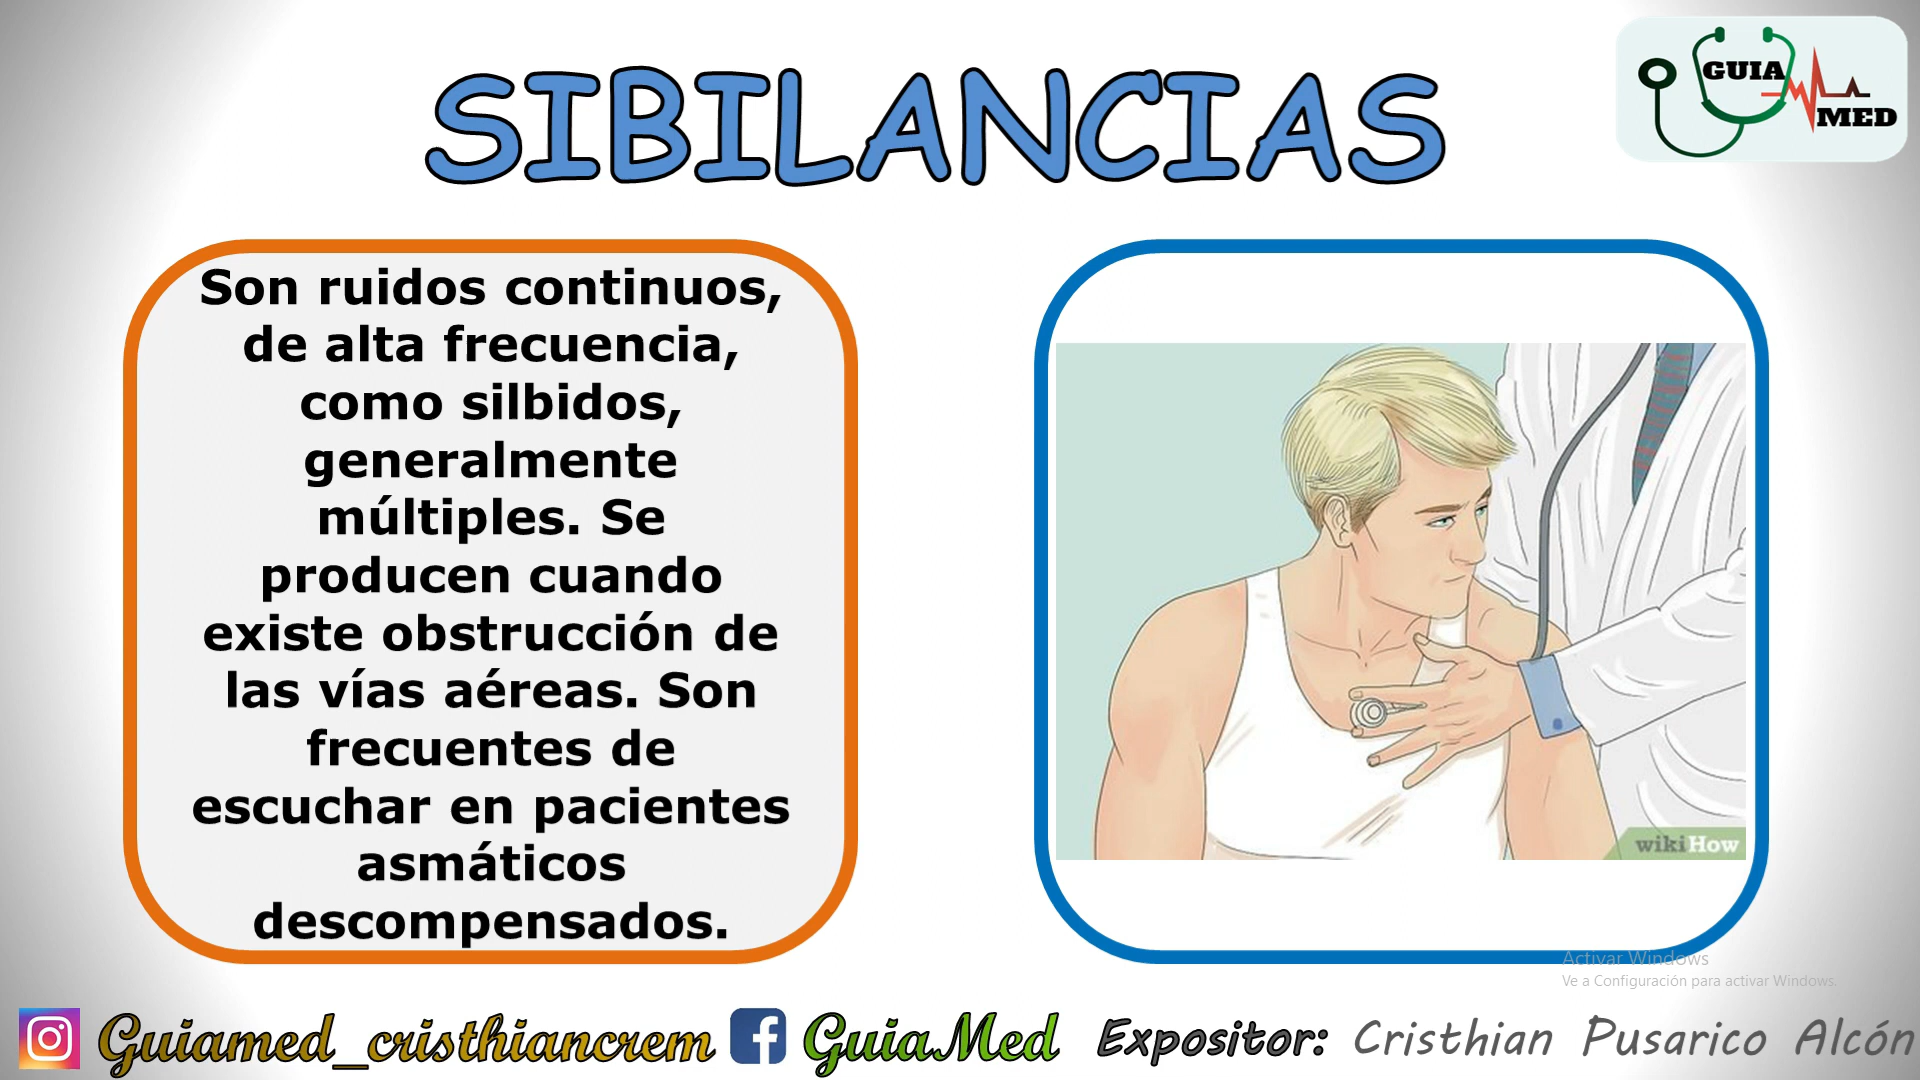 SIBILANCIAS
GUIA
MED
Son ruidos continuos,
de alta frecuencia,
como silbidos,
generalmente
múltiples. Se
producen cuando
existe obstrucción de
las vías aéreas. Son
frecuentes de
escuchar en pacientes
asmáticos
descompensados.
wikiHow
Activar Windows
Ve a Configuración para activar Windows.
Guiamed_cristhiancrem
GuiaMed
Expositor: Cristhian Pusarico Alcón